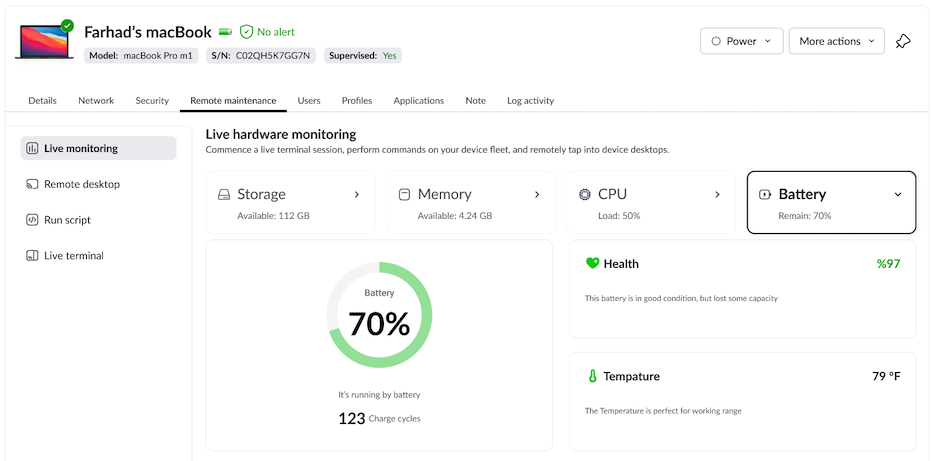 Farhad's macBook No alert
Model: macBook Pro m1 S/N: C02QH5K7GG7N Supervised: Yes
Power More actions
Details Network Security Remote maintenance Users Profiles Applications Note Log activity
Live monitoring
Remote desktop
Run script
Live terminal
Live hardware monitoring
Commence a live terminal session, perform commands on your device fleet, and remotely tap into device desktops.
Storage
Available: 112 GB
Memory
Available: 4.24 GB
CPU
Load: 50%
Battery
Remain: 70%
Battery
70%
It's running by battery
123 Charge cycles
Health %97
This battery is in good condition, but lost some capacity
Tempature 79 °F
The Temperature is perfect for working range